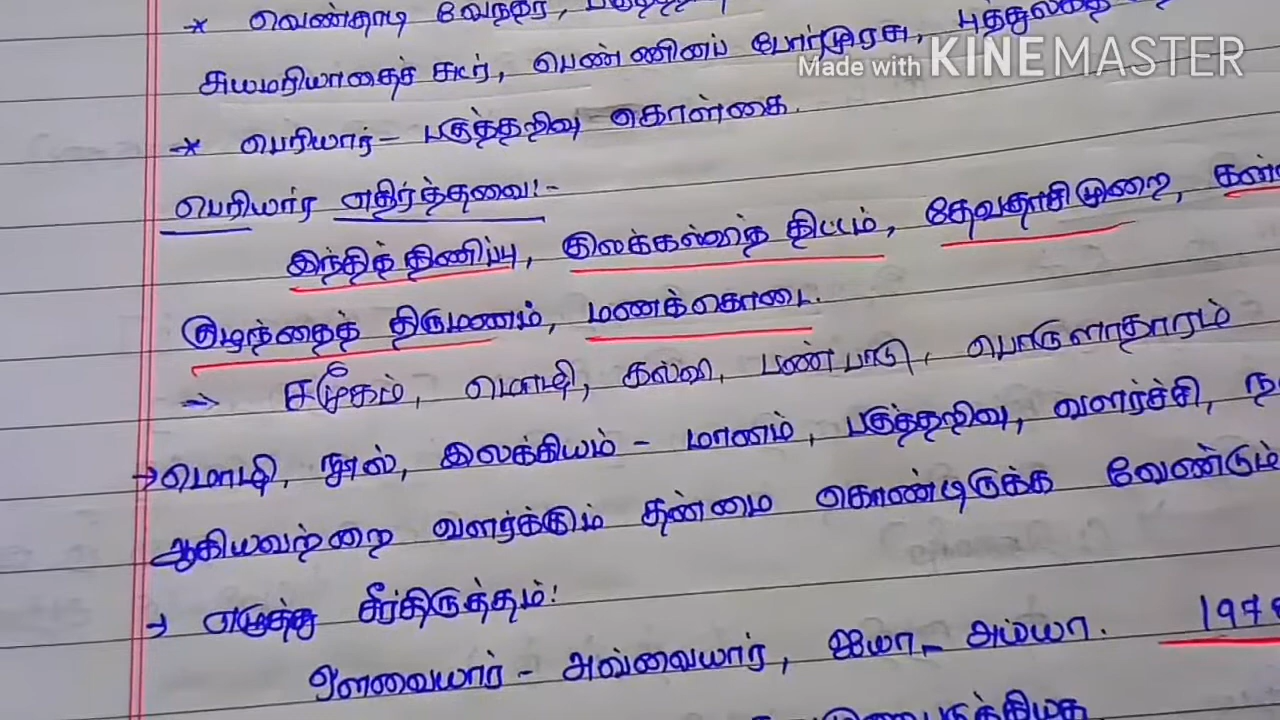 * வெண்தாடி வேந்தர்,
சுயமரியாதைச் சுடர், பெண்ணினப் போர்முரசு, புத்துலகத்
Made with KINEMASTER
* பெரியார் - பகுத்தறிவு கொள்கை.
பெரியார் எதிர்த்தவை:-
இந்தித்திணிப்பு, குலக்கல்வித் திட்டம், தேவதாசிமுறை,
குழந்தைத் திருமணம், மணக்கொடை.
→ சமூகம், மொழி, கல்வி, பண்பாடு, பொருளாதாரம்
→ மொழி, நூல், இலக்கியம் - மானம், பகுத்தறிவு, வளர்ச்சி,
ஆகியவற்றை வளர்க்கும் தன்மை கொண்டிருக்க வேண்டும்
→ எழுத்து சீர்திருத்தம்:
ஔவையார் - அவ்வையார், ஐயா - அய்யா.